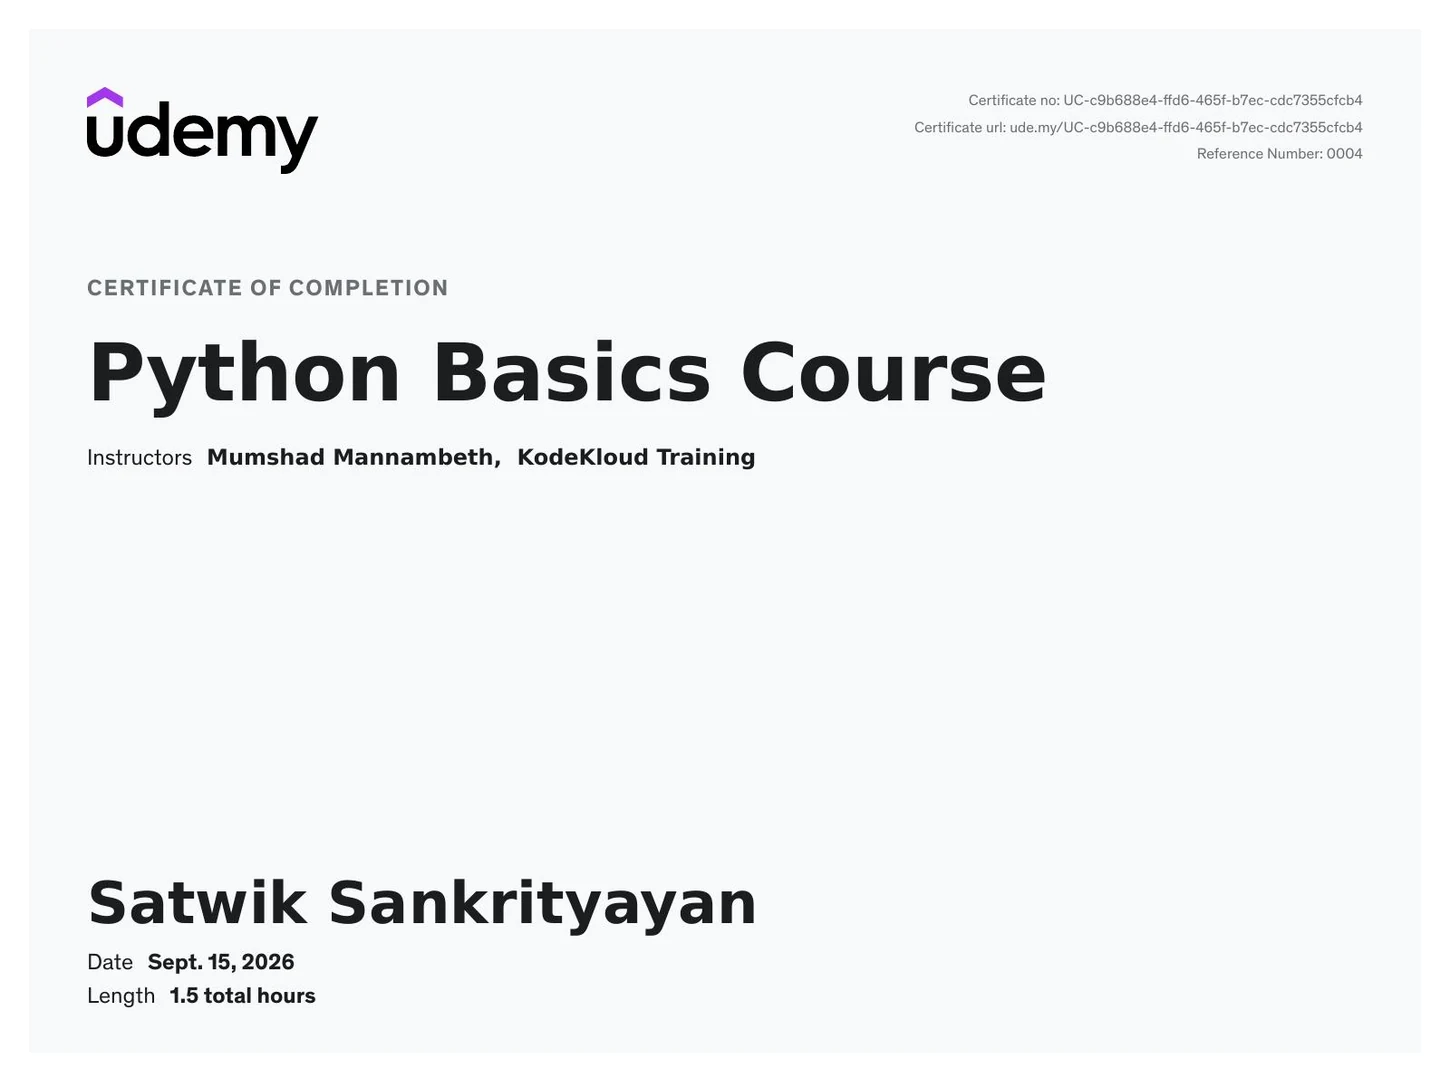 udemy
Certificate no: UC-c9b688e4-ffd6-465f-b7ec-cdc7355cfcb4
Certificate url: ude.my/UC-c9b688e4-ffd6-465f-b7ec-cdc7355cfcb4
Reference Number: 0004
CERTIFICATE OF COMPLETION
Python Basics Course
Instructors Mumshad Mannambeth, KodeKloud Training
Satwik Sankrityayan
Date Sept. 15, 2026
Length 1.5 total hours